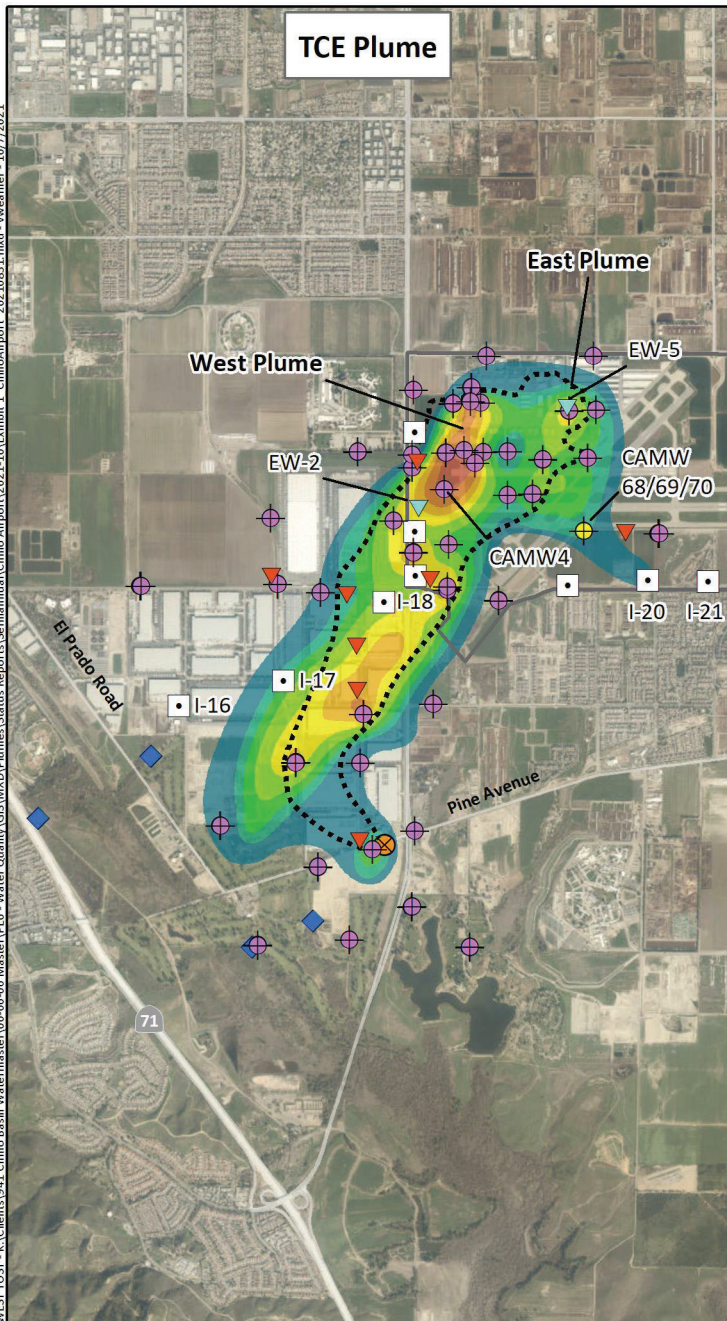 TCE Plume
East Plume
EW-5
West Plume
EW-2
CAMW
68/69/70
CAMW4
I-18
I-20
I-21
I-17
I-16
El Prado Road
Pine Avenue
71